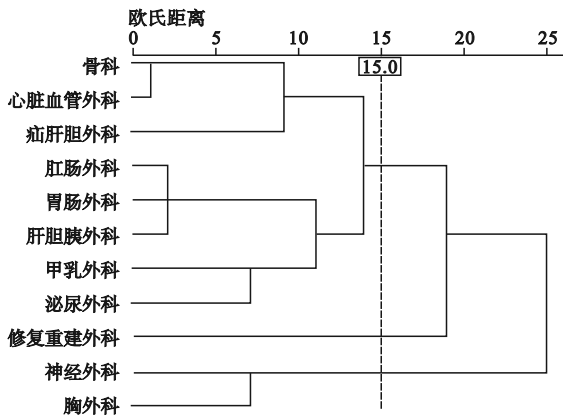 欧氏距离
0 5 10 15 20 25
15.0
骨科
心脏血管外科
疝肝胆外科
肛肠外科
胃肠外科
肝胆胰外科
甲乳外科
泌尿外科
修复重建外科
神经外科
胸外科